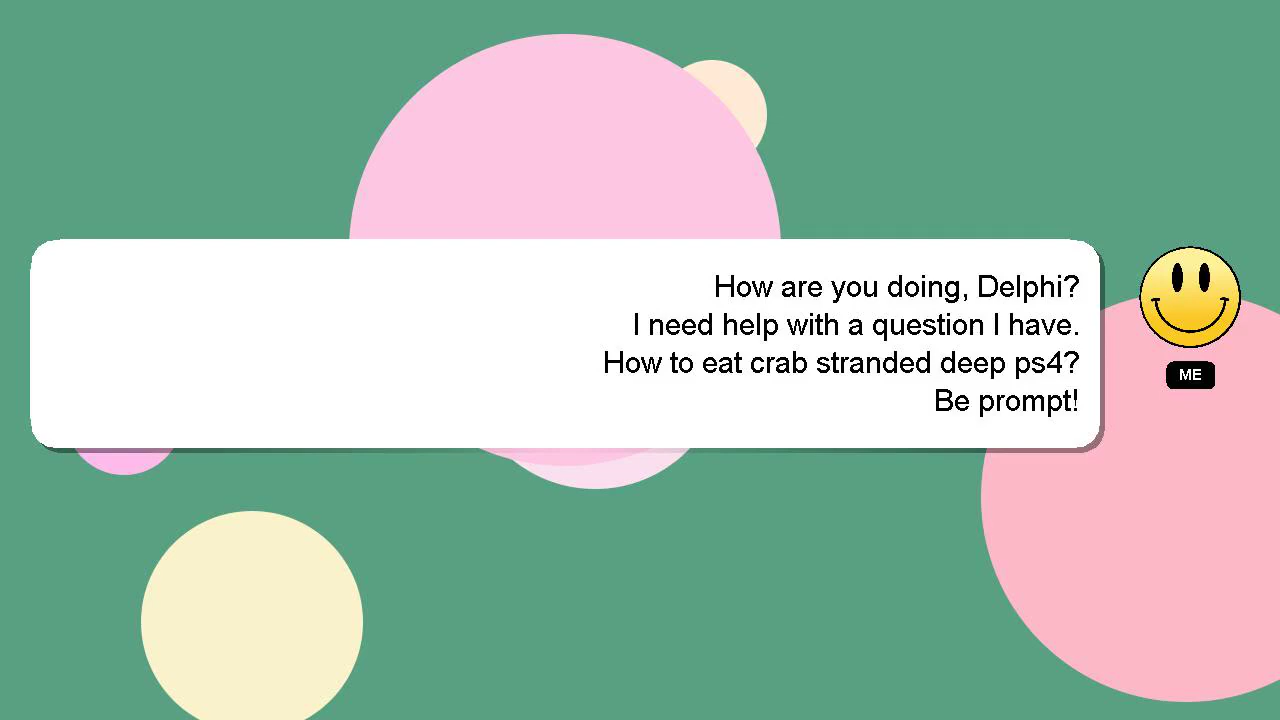 How are you doing, Delphi?
I need help with a question I have.
How to eat crab stranded deep ps4?
Be prompt!
ME